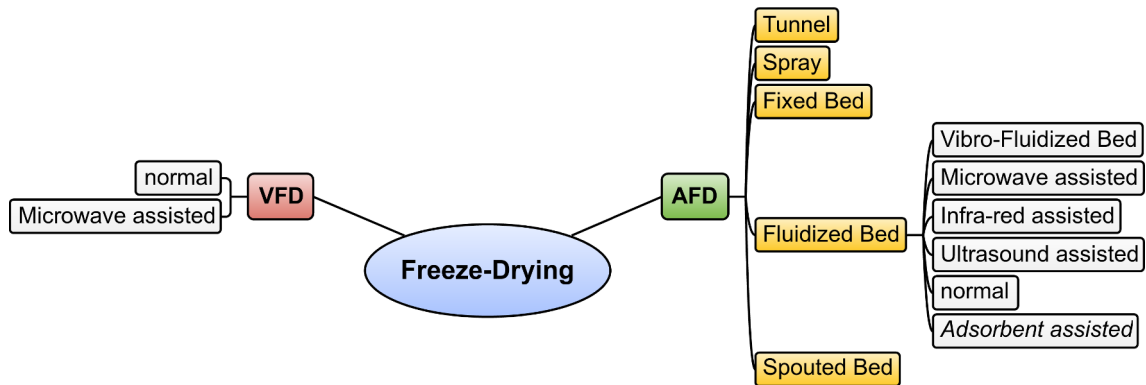 Freeze-Drying
VFD
normal
Microwave assisted
AFD
Tunnel
Spray
Fixed Bed
Fluidized Bed
Vibro-Fluidized Bed
Microwave assisted
Infra-red assisted
Ultrasound assisted
normal
Adsorbent assisted
Spouted Bed